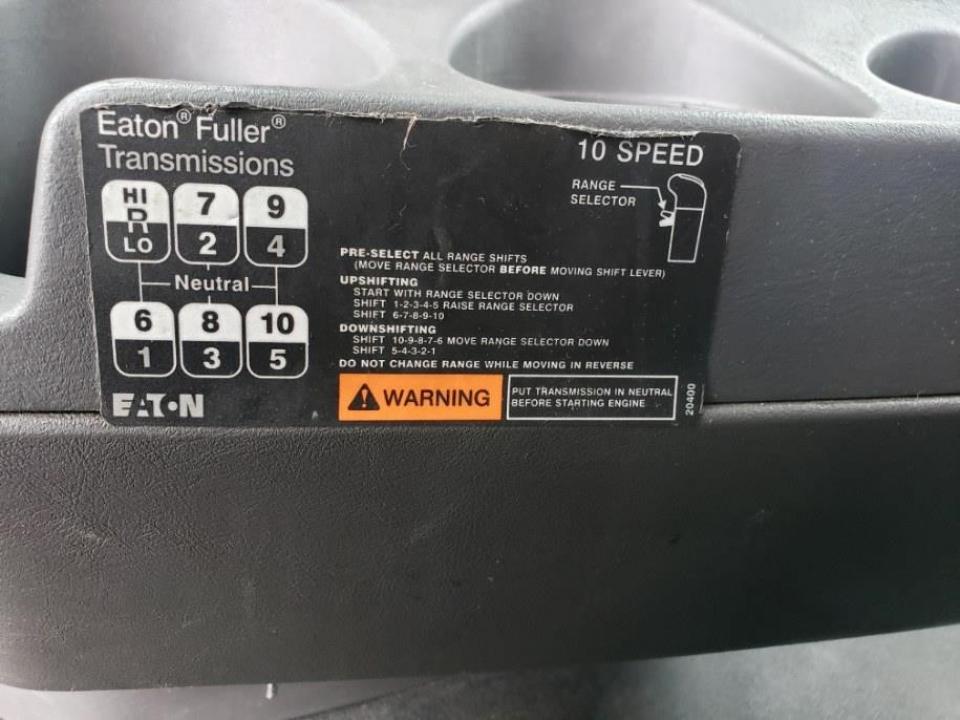 Eaton® Fuller®
Transmissions
10 SPEED
RANGE
SELECTOR
HI 7 9
R
LO 2 4
Neutral
6 8 10
1 3 5
EATON
PRE-SELECT ALL RANGE SHIFTS
(MOVE RANGE SELECTOR BEFORE MOVING SHIFT LEVER)
UPSHIFTING
START WITH RANGE SELECTOR DOWN
SHIFT 1-2-3-4-5 RAISE RANGE SELECTOR
SHIFT 6-7-8-9-10
DOWNSHIFTING
SHIFT 10-9-8-7-6 MOVE RANGE SELECTOR DOWN
SHIFT 5-4-3-2-1
DO NOT CHANGE RANGE WHILE MOVING IN REVERSE
WARNING
PUT TRANSMISSION IN NEUTRAL
BEFORE STARTING ENGINE
20400